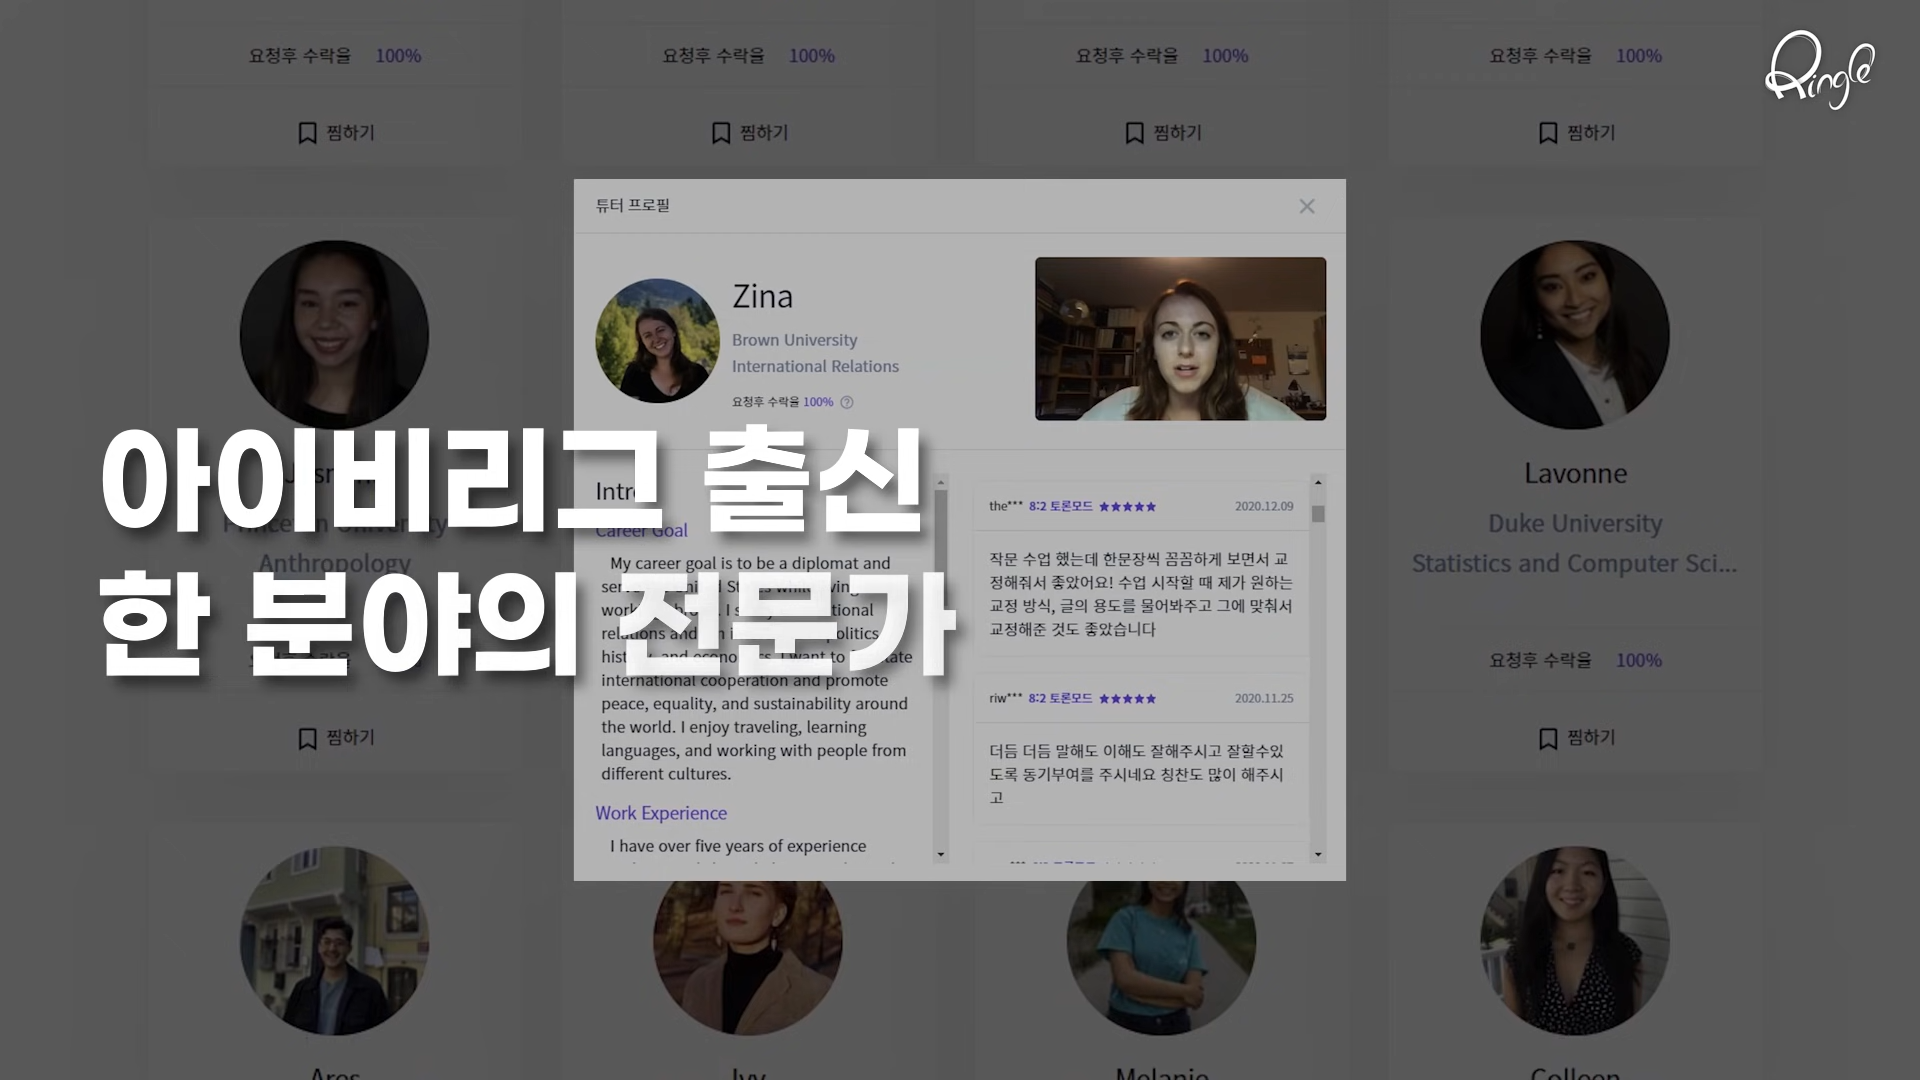 요청후 수락율 100%
요청후 수락율 100%
요청후 수락율 100%
요청후 수락율 100%
Ringle
찜하기
찜하기
찜하기
찜하기
튜터 프로필
Zina
Brown University
International Relations
요청후 수락율 100%
아이비리그 출신
한 분야의 전문가
Princeton University
Anthropology
찜하기
Career Goal
My career goal is to be a diplomat and
relations and
politics
want to
international cooperation and promote
peace, equality, and sustainability around
the world. I enjoy traveling, learning
languages, and working with people from
different cultures.
Work Experience
I have over five years of experience
the*** 8:2 토론모드 ★★★★★ 2020.12.09
작문 수업 했는데 한문장씩 꼼꼼하게 보면서 교
정해줘서 좋았어요! 수업 시작할 때 제가 원하는
교정 방식, 글의 용도를 물어봐주고 그에 맞춰서
교정해준 것도 좋았습니다
riw*** 8:2 토론모드 ★★★★★ 2020.11.25
더듬 더듬 말해도 이해도 잘해주시고 잘할수있
도록 동기부여를 주시네요 칭찬도 많이 해주시
고
Lavonne
Duke University
Statistics and Computer Sci...
요청후 수락율 100%
찜하기
Ares
Ivy
Melanie
Colleen